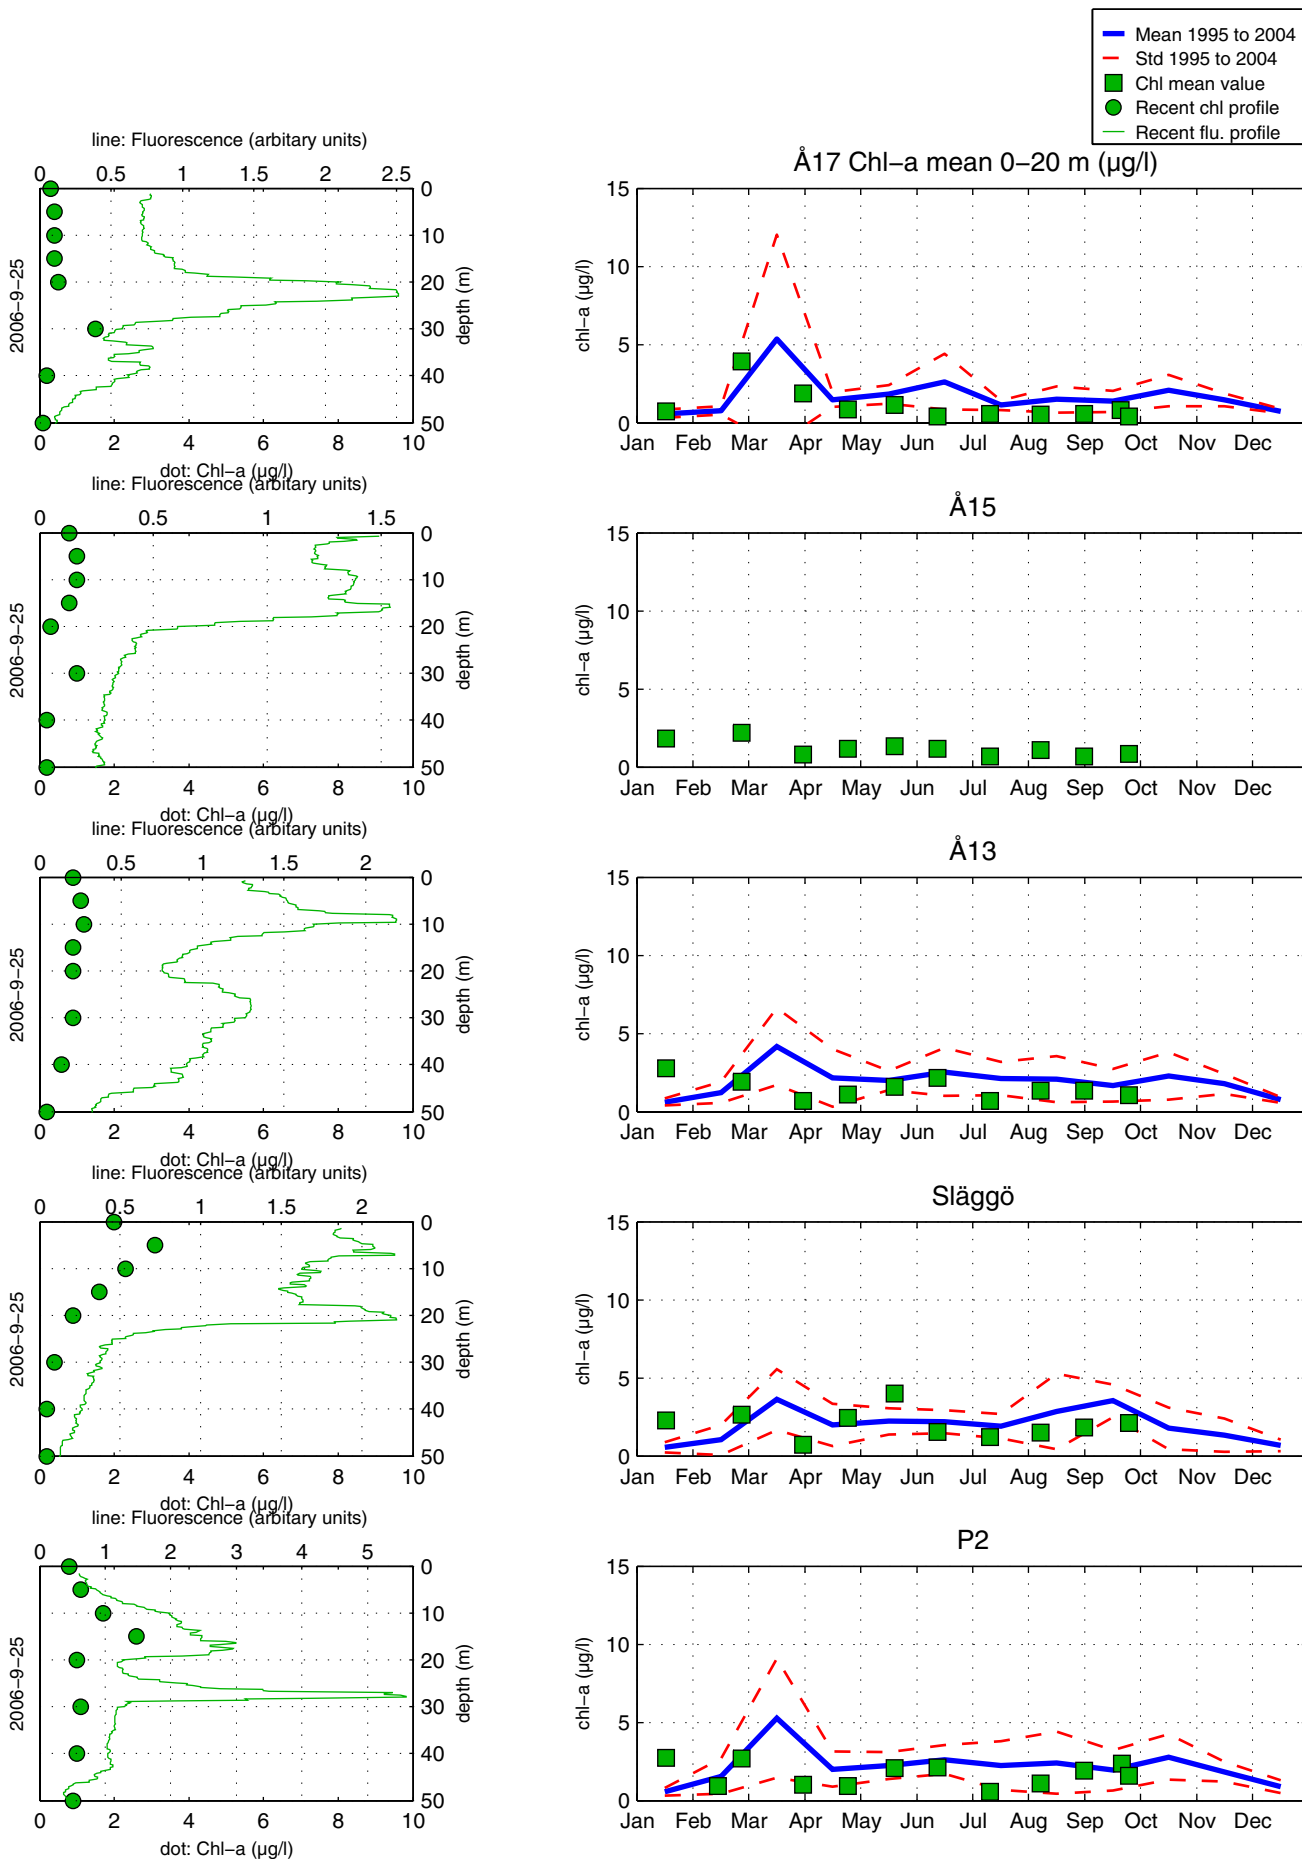 Mean 1995 to 2004
Std 1995 to 2004
Chl mean value
Recent chl profile
Recent flu. profile
line: Fluorescence (arbitary units)
0 0.5 1 1.5 2 2.5
0
10
20
30
40
50
depth (m)
2006-9-25
0 2 4 6 8 10
dot: Chl-a (µg/l)
Å17 Chl-a mean 0-20 m (µg/l)
15
10
5
0
chl-a (µg/l)
Jan Feb Mar Apr May Jun Jul Aug Sep Oct Nov Dec
line: Fluorescence (arbitary units)
0 0.5 1 1.5
0
10
20
30
40
50
depth (m)
2006-9-25
0 2 4 6 8 10
dot: Chl-a (µg/l)
Å15
15
10
5
0
chl-a (µg/l)
Jan Feb Mar Apr May Jun Jul Aug Sep Oct Nov Dec
line: Fluorescence (arbitary units)
0 0.5 1 1.5 2
0
10
20
30
40
50
depth (m)
2006-9-25
0 2 4 6 8 10
dot: Chl-a (µg/l)
Å13
15
10
5
0
chl-a (µg/l)
Jan Feb Mar Apr May Jun Jul Aug Sep Oct Nov Dec
line: Fluorescence (arbitary units)
0 0.5 1 1.5 2
0
10
20
30
40
50
depth (m)
2006-9-25
0 2 4 6 8 10
dot: Chl-a (µg/l)
Släggö
15
10
5
0
chl-a (µg/l)
Jan Feb Mar Apr May Jun Jul Aug Sep Oct Nov Dec
line: Fluorescence (arbitary units)
0 1 2 3 4 5
0
10
20
30
40
50
depth (m)
2006-9-25
0 2 4 6 8 10
dot: Chl-a (µg/l)
P2
15
10
5
0
chl-a (µg/l)
Jan Feb Mar Apr May Jun Jul Aug Sep Oct Nov Dec